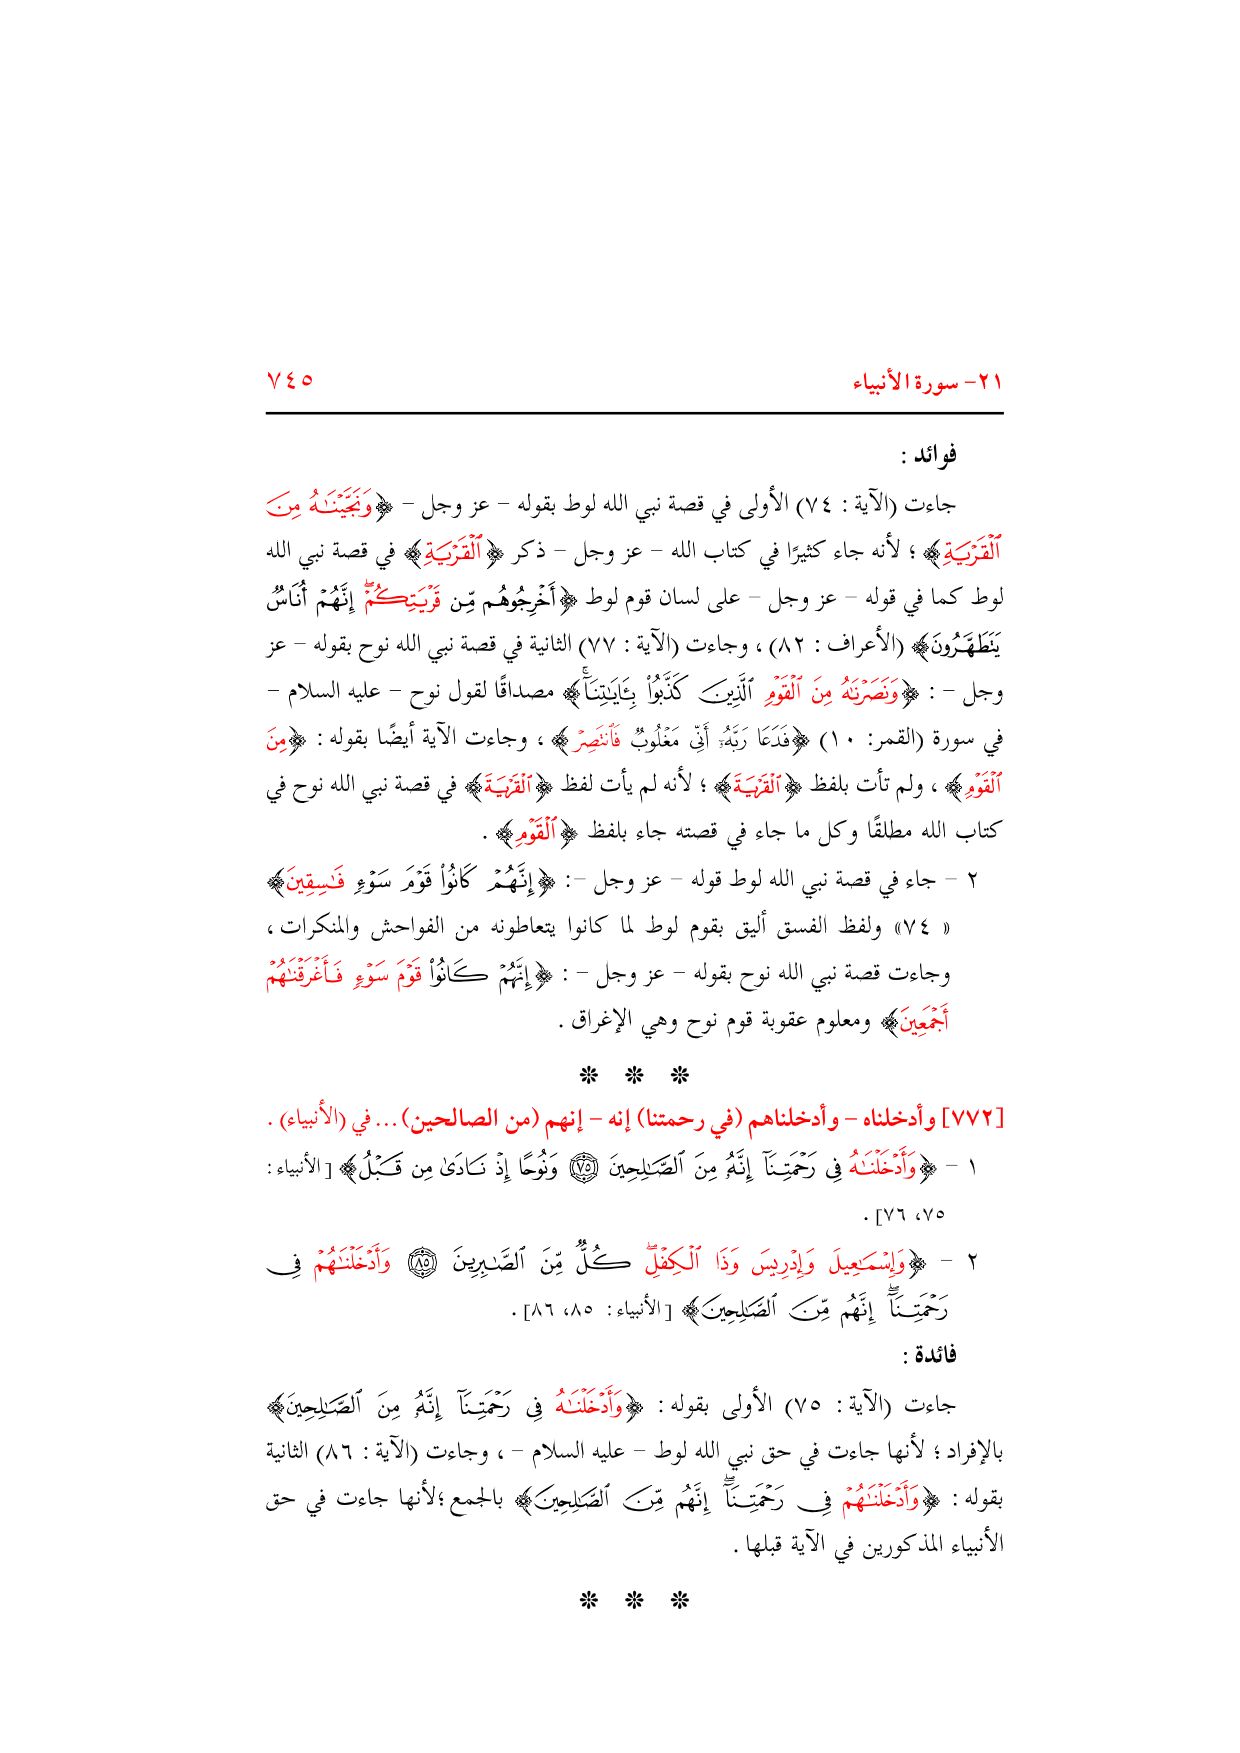 ٢١- سورة الأنبياء ٧٤٥
فوائد :
جاءت (الآية : ٧٤) الأولى في قصة نبي الله لوط بقوله – عز وجل – ﴿وَنَجَّيْنَـٰهُ مِنَ
ٱلْقَرْيَةِ﴾ ؛ لأنه جاء كثيرًا في كتاب الله – عز وجل – ذكر ﴿ٱلْقَرْيَةِ﴾ في قصة نبي الله
لوط كما في قوله – عز وجل – على لسان قوم لوط ﴿أَخْرِجُوهُم مِّن قَرْيَتِكُمْ ۖ إِنَّهُمْ أُنَاسٌ
يَتَطَهَّرُونَ﴾ (الأعراف : ٨٢) ، وجاءت (الآية : ٧٧) الثانية في قصة نبي الله نوح بقوله – عز
وجل – : ﴿وَنَصَرْنَـٰهُ مِنَ ٱلْقَوْمِ ٱلَّذِينَ كَذَّبُوا۟ بِـَٔايَـٰتِنَآ ۚ﴾ مصداقًا لقول نوح – عليه السلام –
في سورة (القمر: ١٠) ﴿فَدَعَا رَبَّهُۥٓ أَنِّى مَغْلُوبٌ فَٱنتَصِرْ﴾ ، وجاءت الآية أيضًا بقوله : ﴿مِنَ
ٱلْقَوْمِ﴾ ، ولم تأت بلفظ ﴿ٱلْقَرْيَةَ﴾ ؛ لأنه لم يأت لفظ ﴿ٱلْقَرْيَةَ﴾ في قصة نبي الله نوح في
كتاب الله مطلقًا وكل ما جاء في قصته جاء بلفظ ﴿ٱلْقَوْمِ﴾ .
٢ – جاء في قصة نبي الله لوط قوله – عز وجل –: ﴿إِنَّهُمْ كَانُوا۟ قَوْمَ سَوْءٍ فَـٰسِقِينَ﴾
« ٧٤» ولفظ الفسق أليق بقوم لوط لما كانوا يتعاطونه من الفواحش والمنكرات ،
وجاءت قصة نبي الله نوح بقوله – عز وجل – : ﴿إِنَّهُمْ كَانُوا۟ قَوْمَ سَوْءٍ فَأَغْرَقْنَـٰهُمْ
أَجْمَعِينَ﴾ ومعلوم عقوبة قوم نوح وهي الإغراق .
❊ ❊ ❊
[٧٧٢] وأدخلناه – وأدخلناهم (في رحمتنا) إنه – إنهم (من الصالحين) ... في (الأنبياء) .
١ – ﴿وَأَدْخَلْنَـٰهُ فِى رَحْمَتِنَآ إِنَّهُۥ مِنَ ٱلصَّـٰلِحِينَ ۝٧٥ وَنُوحًا إِذْ نَادَىٰ مِن قَبْلُ﴾ [الأنبياء :
٧٥، ٧٦] .
٢ – ﴿وَإِسْمَـٰعِيلَ وَإِدْرِيسَ وَذَا ٱلْكِفْلِ ۖ كُلٌّ مِّنَ ٱلصَّـٰبِرِينَ ۝٨٥ وَأَدْخَلْنَـٰهُمْ فِى
رَحْمَتِنَآ ۖ إِنَّهُم مِّنَ ٱلصَّـٰلِحِينَ﴾ [الأنبياء : ٨٥، ٨٦] .
فائدة :
جاءت (الآية : ٧٥) الأولى بقوله : ﴿وَأَدْخَلْنَـٰهُ فِى رَحْمَتِنَآ إِنَّهُۥ مِنَ ٱلصَّـٰلِحِينَ﴾
بالإفراد ؛ لأنها جاءت في حق نبي الله لوط – عليه السلام – ، وجاءت (الآية : ٨٦) الثانية
بقوله : ﴿وَأَدْخَلْنَـٰهُمْ فِى رَحْمَتِنَآ ۖ إِنَّهُم مِّنَ ٱلصَّـٰلِحِينَ﴾ بالجمع ؛لأنها جاءت في حق
الأنبياء المذكورين في الآية قبلها .
❊ ❊ ❊